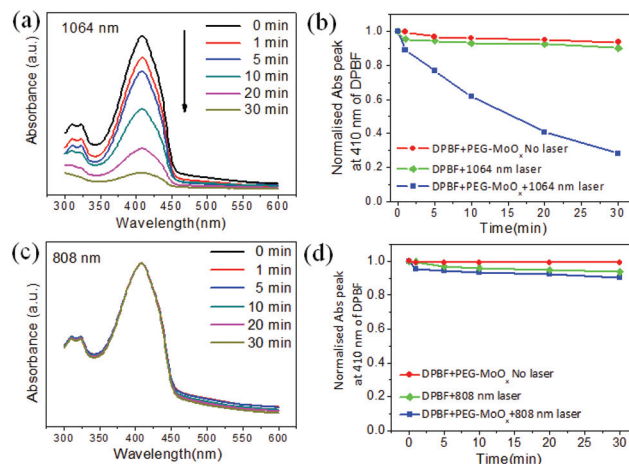 (a)
1064 nm
0 min
1 min
5 min
10 min
20 min
30 min
Absorbance (a.u.)
300 350 400 450 500 550 600
Wavelength(nm)
(b)
1.0
0.8
0.6
0.4
0.2
0.0
Normalised Abs peak
at 410 nm of DPBF
DPBF+PEG-MoOx No laser
DPBF+1064 nm laser
DPBF+PEG-MoOx+1064 nm laser
0 5 10 15 20 25 30
Time(min)
(c)
808 nm
0 min
1 min
5 min
10 min
20 min
30 min
Absorbance (a.u.)
300 350 400 450 500 550 600
Wavelength(nm)
(d)
1.0
0.8
0.6
0.4
0.2
0.0
Normalised Abs peak
at 410 nm of DPBF
DPBF+PEG-MoOx No laser
DPBF+808 nm laser
DPBF+PEG-MoOx+808 nm laser
0 5 10 15 20 25 30
Time(min)